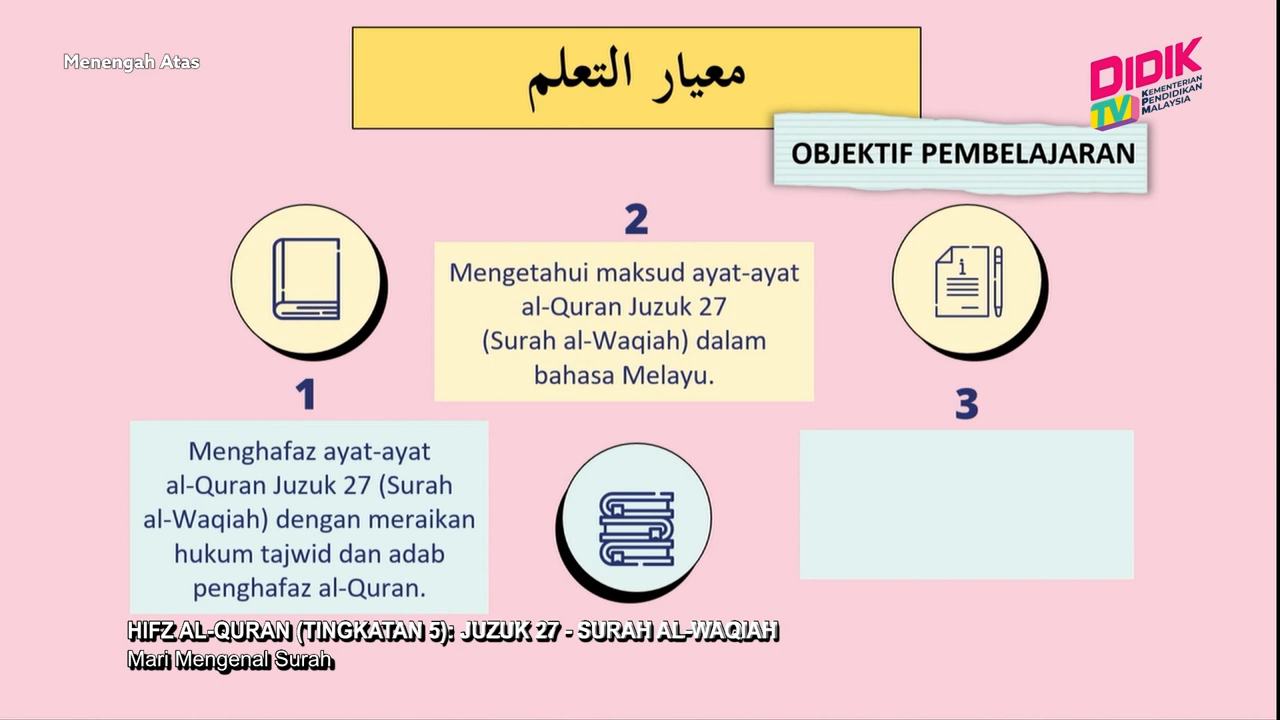 Menengah Atas
معيار التعلم
DIDIK
TV
KEMENTERIAN
PENDIDIKAN
MALAYSIA
OBJEKTIF PEMBELAJARAN
1
Menghafaz ayat-ayat
al-Quran Juzuk 27 (Surah
al-Waqiah) dengan meraikan
hukum tajwid dan adab
penghafaz al-Quran.
2
Mengetahui maksud ayat-ayat
al-Quran Juzuk 27
(Surah al-Waqiah) dalam
bahasa Melayu.
i
3
HIFZ AL-QURAN (TINGKATAN 5): JUZUK 27 - SURAH AL-WAQIAH
Mari Mengenal Surah